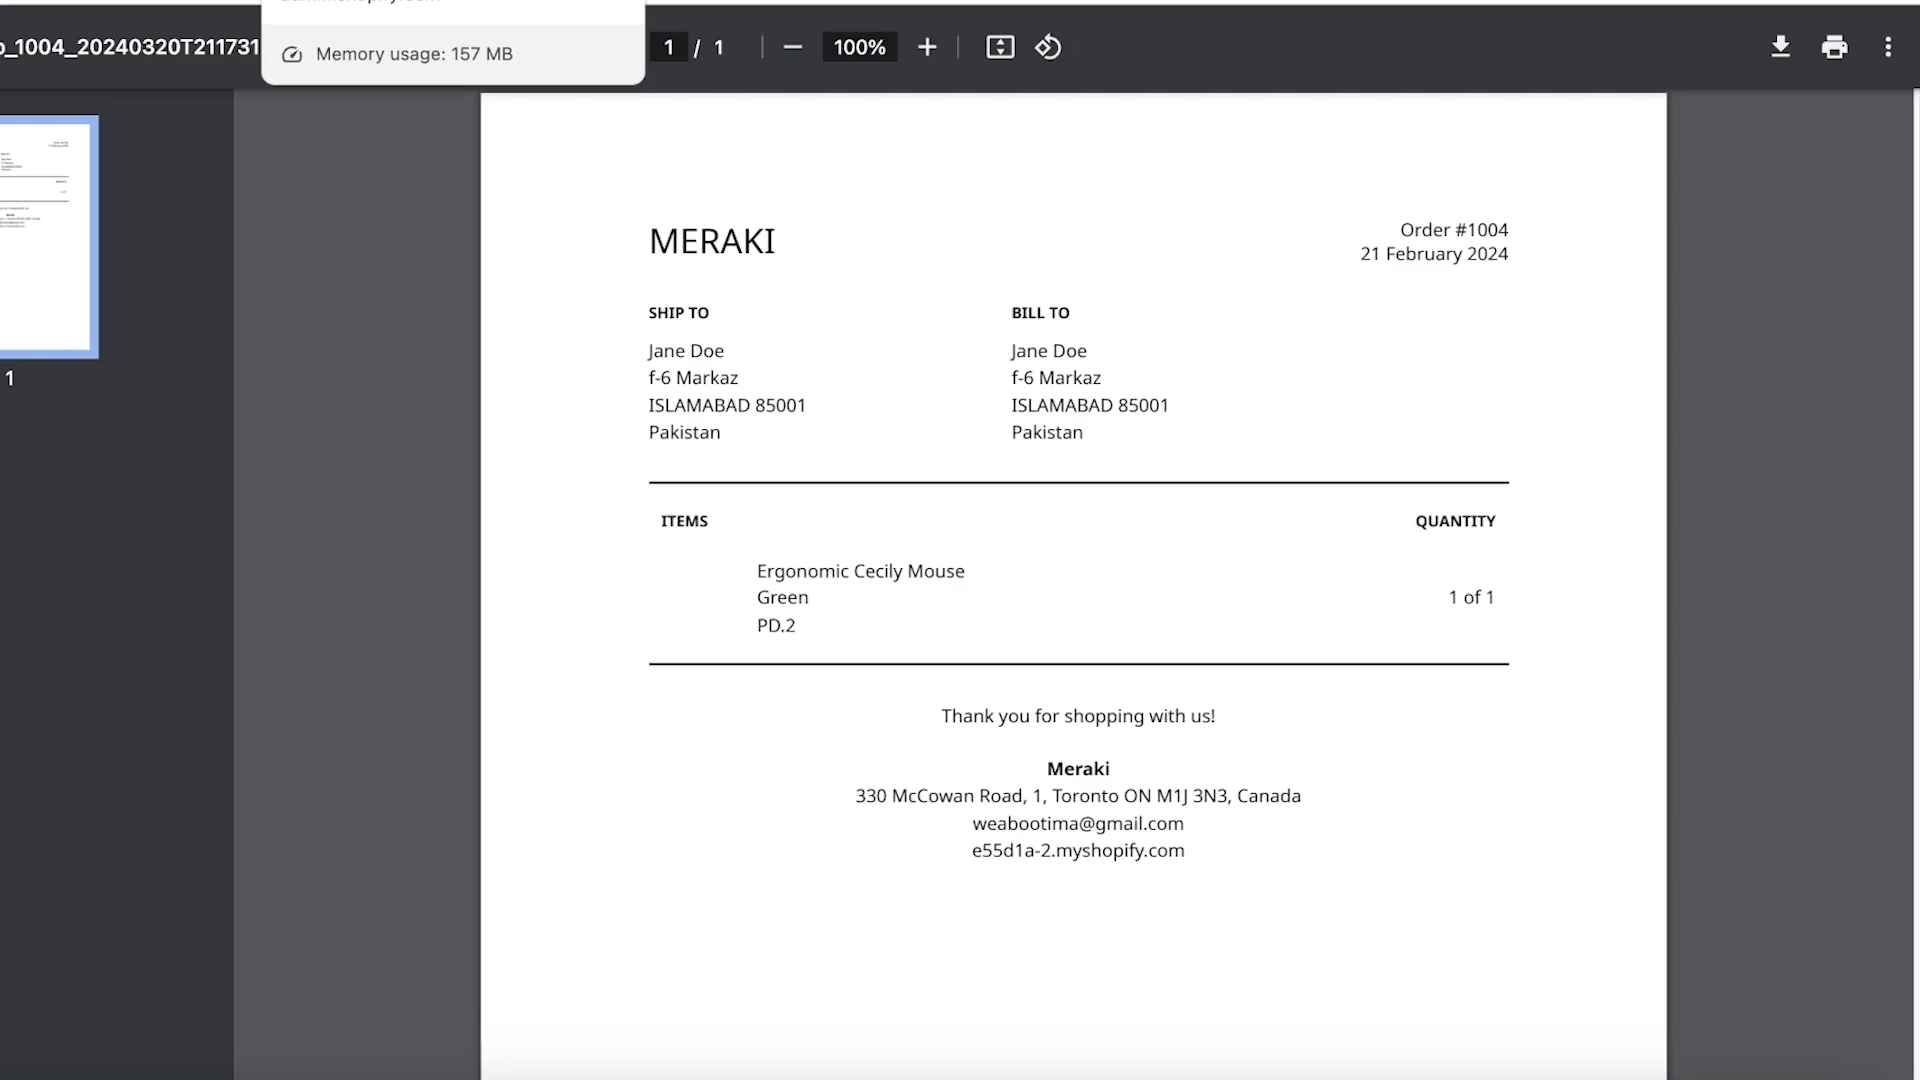 _1004_20240320T211731
Memory usage: 157 MB
1 / 1
100%
1
MERAKI
Order #1004
21 February 2024
SHIP TO
Jane Doe
f-6 Markaz
ISLAMABAD 85001
Pakistan
BILL TO
Jane Doe
f-6 Markaz
ISLAMABAD 85001
Pakistan
ITEMS
QUANTITY
Ergonomic Cecily Mouse
Green
PD.2
1 of 1
Thank you for shopping with us!
Meraki
330 McCowan Road, 1, Toronto ON M1J 3N3, Canada
weabootima@gmail.com
e55d1a-2.myshopify.com